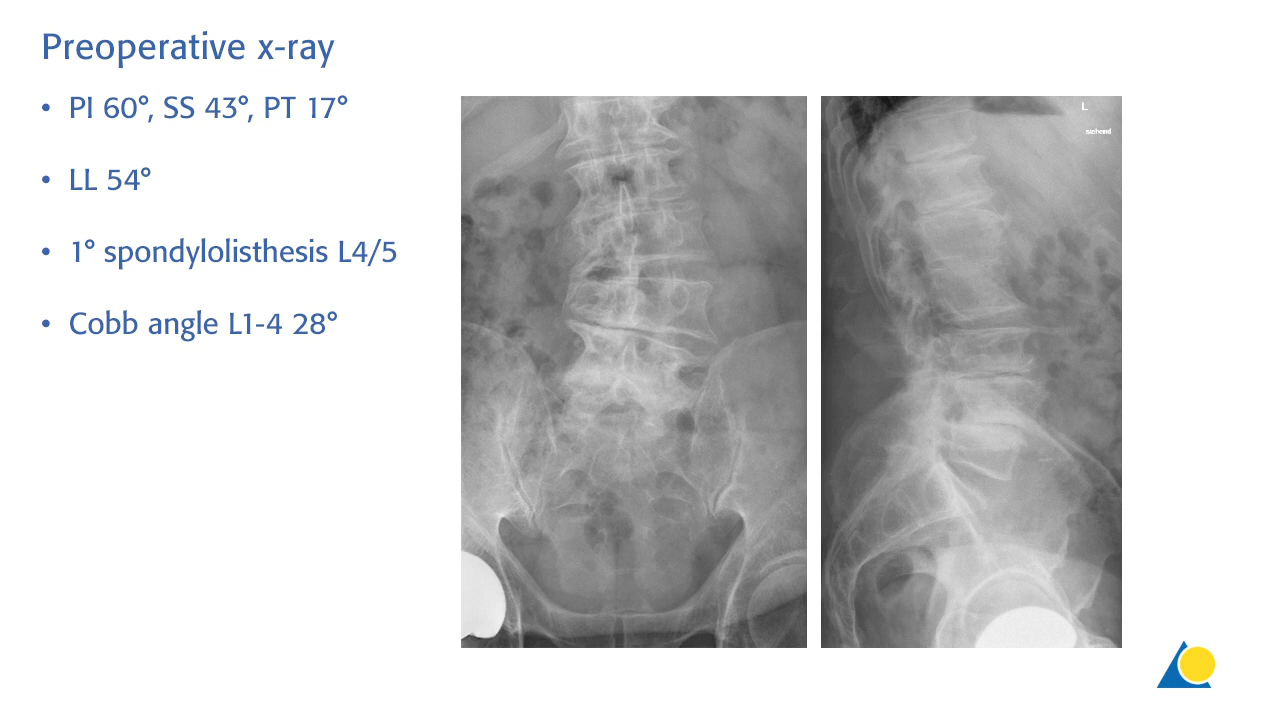 Preoperative x-ray
• PI 60°, SS 43°, PT 17°
• LL 54°
• 1° spondylolisthesis L4/5
• Cobb angle L1-4 28°
L
stehend